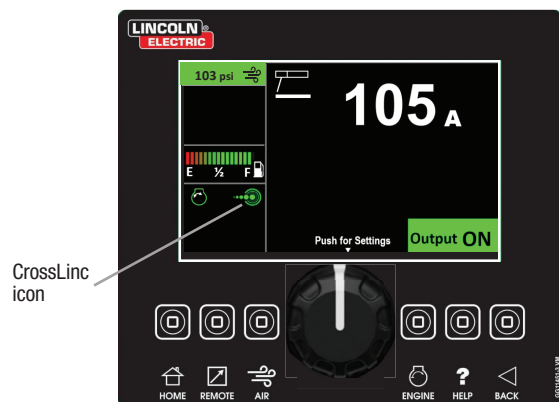 LINCOLN®
ELECTRIC
103 psi
105 A
E ½ F
CrossLinc
icon
Push for Settings
Output ON
HOME REMOTE AIR ENGINE HELP BACK